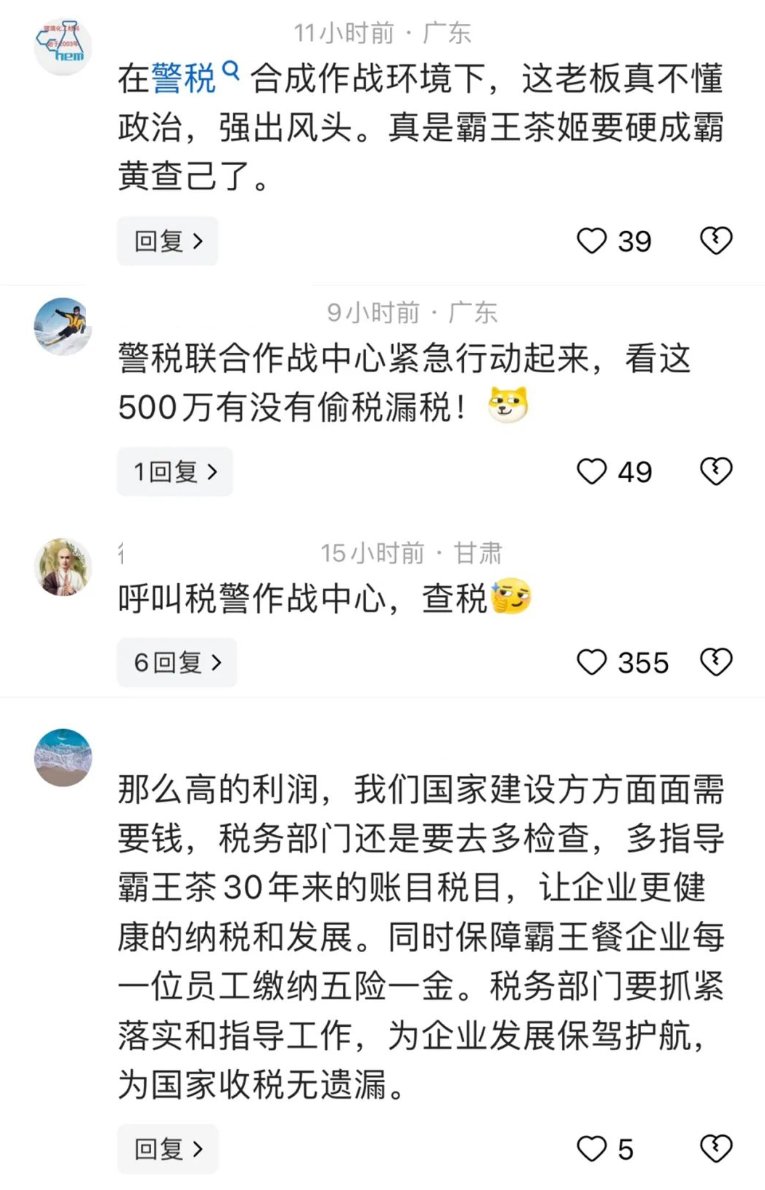 11小时前 · 广东
在警税 合成作战环境下，这老板真不懂
政治，强出风头。真是霸王茶姬要硬成霸
黄查己了。
回复 >
39
9小时前 · 广东
警税联合作战中心紧急行动起来，看这
500万有没有偷税漏税！
1回复 >
49
15小时前 · 甘肃
呼叫税警作战中心，查税
6回复 >
355
那么高的利润，我们国家建设方方面面需
要钱，税务部门还是要去多检查，多指导
霸王茶30年来的账目税目，让企业更健
康的纳税和发展。同时保障霸王餐企业每
一位员工缴纳五险一金。税务部门要抓紧
落实和指导工作，为企业发展保驾护航，
为国家收税无遗漏。
回复 >
5